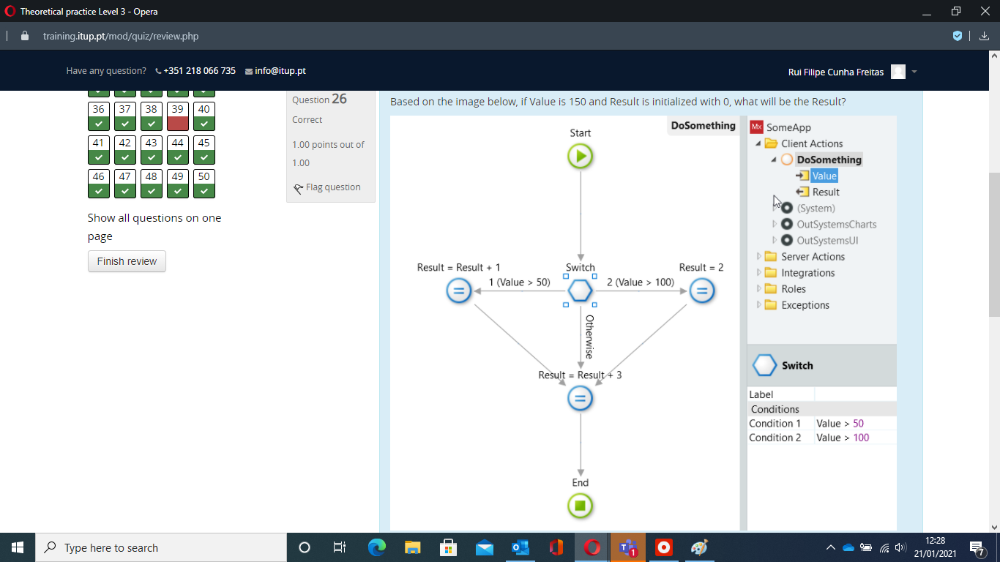 Theoretical practice Level 3 - Opera
training.itup.pt/mod/quiz/review.php
Have any question? +351 218 066 735 info@itup.pt
Rui Filipe Cunha Freitas
36 37 38 39 40
41 42 43 44 45
46 47 48 49 50
Show all questions on one
page
Finish review
Question 26
Correct
1.00 points out of
1.00
Flag question
Based on the image below, if Value is 150 and Result is initialized with 0, what will be the Result?
DoSomething
Start
Result = Result + 1
Switch
Result = 2
1 (Value > 50)
2 (Value > 100)
Otherwise
Result = Result + 3
End
Mx SomeApp
Client Actions
DoSomething
Value
Result
(System)
OutSystemsCharts
OutSystemsUI
Server Actions
Integrations
Roles
Exceptions
Switch
Label
Conditions
Condition 1 Value > 50
Condition 2 Value > 100
Type here to search
1
12:28
21/01/2021
7